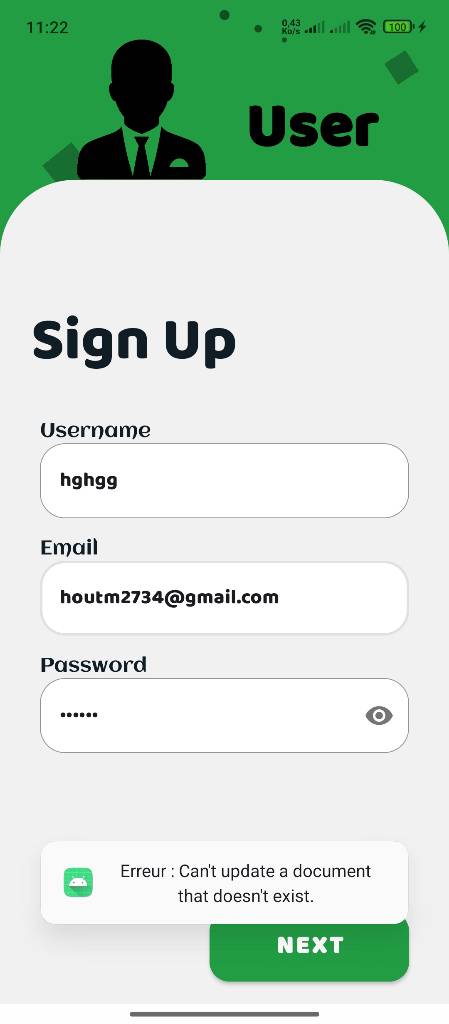 11:22
0,43
Ko/s
100
User
Sign Up
Username
hghgg
Email
houtm2734@gmail.com
Password
••••••
Erreur : Can't update a document
that doesn't exist.
NEXT